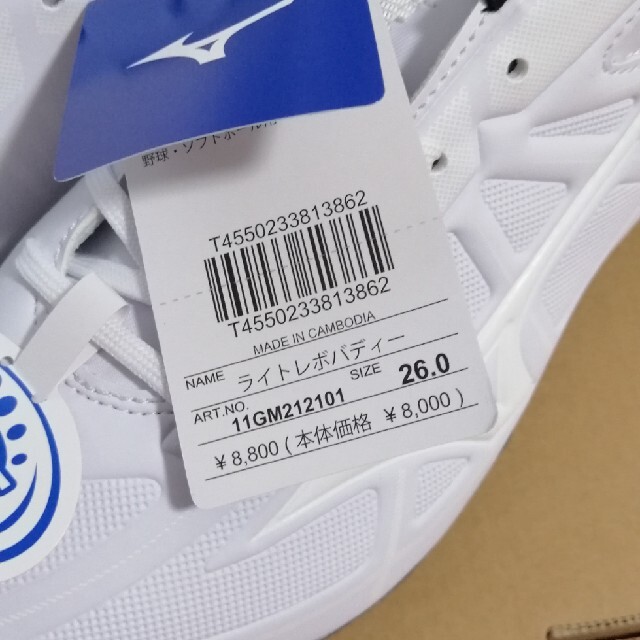 野球・ソフトボール用
T4550233813862
T4550233813862
MADE IN CAMBODIA
NAME ライトレボバディー
ART.NO. 11GM212101 SIZE 26.0
¥8,800(本体価格 ¥8,000)